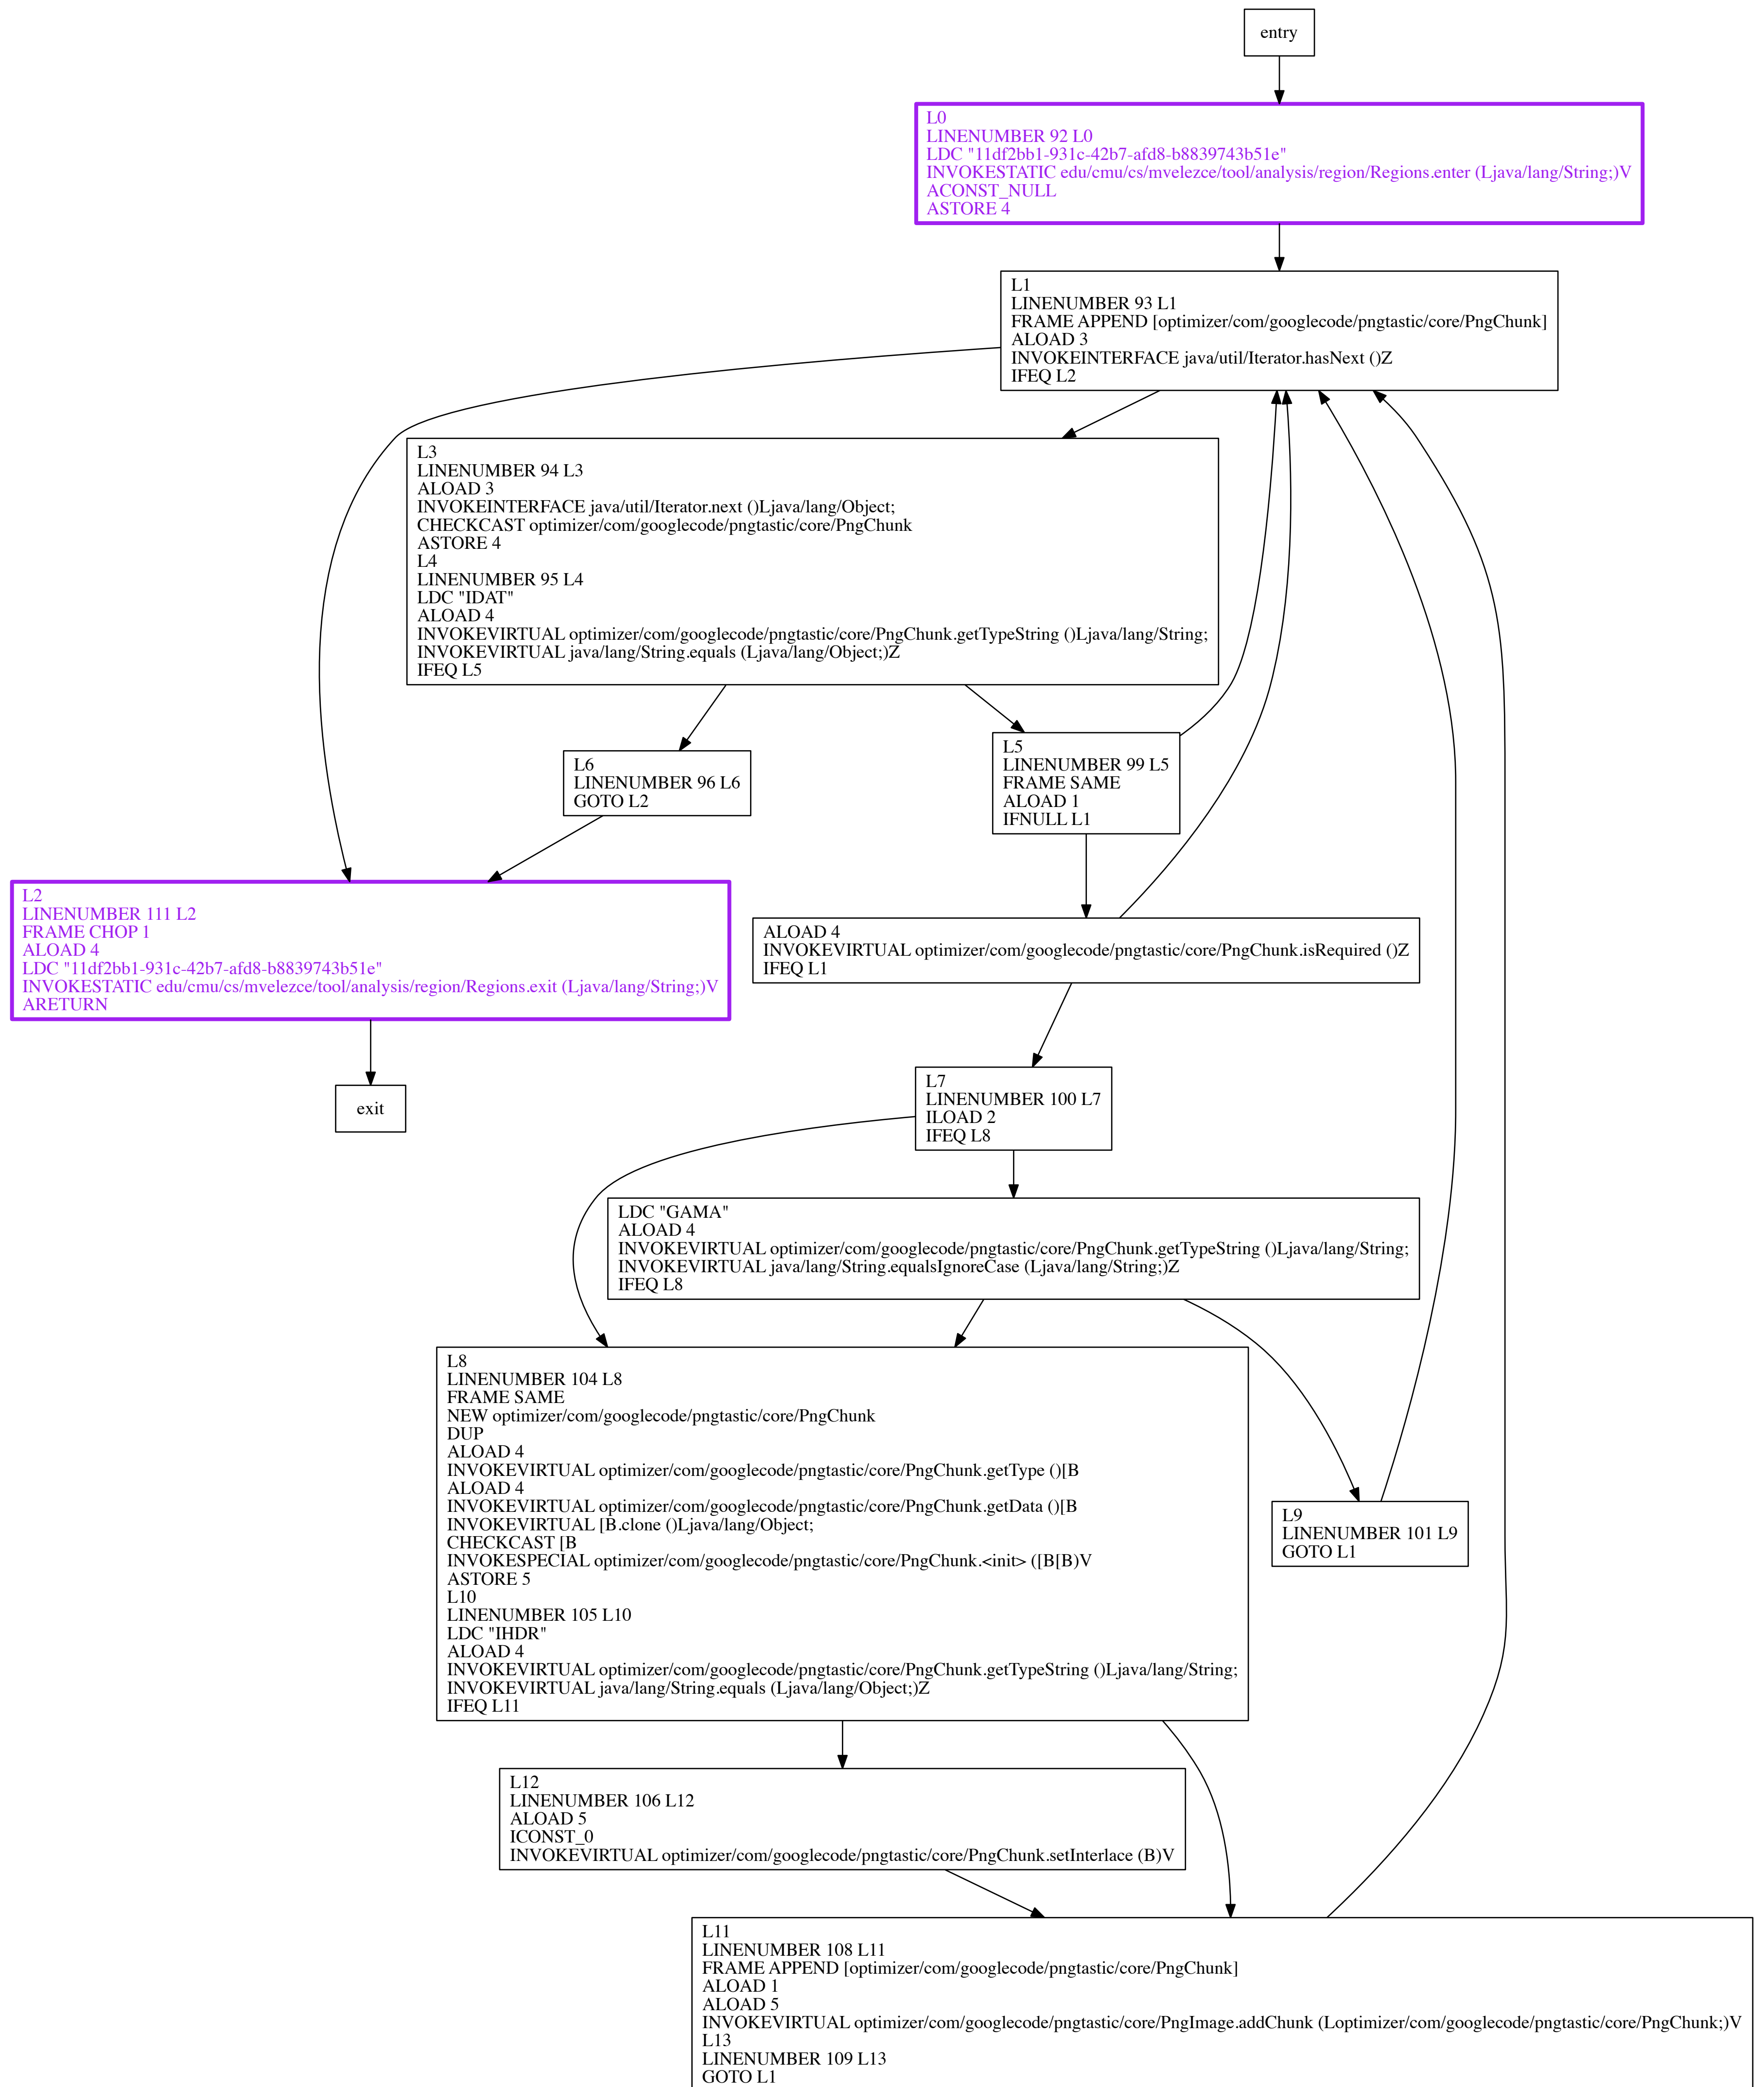 entry
L0
LINENUMBER 92 L0
LDC "11df2bb1-931c-42b7-afd8-b8839743b51e"
INVOKESTATIC edu/cmu/cs/mvelezce/tool/analysis/region/Regions.enter (Ljava/lang/String;)V
ACONST_NULL
ASTORE 4
L1
LINENUMBER 93 L1
FRAME APPEND [optimizer/com/googlecode/pngtastic/core/PngChunk]
ALOAD 3
INVOKEINTERFACE java/util/Iterator.hasNext ()Z
IFEQ L2
L3
LINENUMBER 94 L3
ALOAD 3
INVOKEINTERFACE java/util/Iterator.next ()Ljava/lang/Object;
CHECKCAST optimizer/com/googlecode/pngtastic/core/PngChunk
ASTORE 4
L4
LINENUMBER 95 L4
LDC "IDAT"
ALOAD 4
INVOKEVIRTUAL optimizer/com/googlecode/pngtastic/core/PngChunk.getTypeString ()Ljava/lang/String;
INVOKEVIRTUAL java/lang/String.equals (Ljava/lang/Object;)Z
IFEQ L5
L6
LINENUMBER 96 L6
GOTO L2
L5
LINENUMBER 99 L5
FRAME SAME
ALOAD 1
IFNULL L1
L2
LINENUMBER 111 L2
FRAME CHOP 1
ALOAD 4
LDC "11df2bb1-931c-42b7-afd8-b8839743b51e"
INVOKESTATIC edu/cmu/cs/mvelezce/tool/analysis/region/Regions.exit (Ljava/lang/String;)V
ARETURN
ALOAD 4
INVOKEVIRTUAL optimizer/com/googlecode/pngtastic/core/PngChunk.isRequired ()Z
IFEQ L1
exit
L7
LINENUMBER 100 L7
ILOAD 2
IFEQ L8
LDC "GAMA"
ALOAD 4
INVOKEVIRTUAL optimizer/com/googlecode/pngtastic/core/PngChunk.getTypeString ()Ljava/lang/String;
INVOKEVIRTUAL java/lang/String.equalsIgnoreCase (Ljava/lang/String;)Z
IFEQ L8
L8
LINENUMBER 104 L8
FRAME SAME
NEW optimizer/com/googlecode/pngtastic/core/PngChunk
DUP
ALOAD 4
INVOKEVIRTUAL optimizer/com/googlecode/pngtastic/core/PngChunk.getType ()[B
ALOAD 4
INVOKEVIRTUAL optimizer/com/googlecode/pngtastic/core/PngChunk.getData ()[B
INVOKEVIRTUAL [B.clone ()Ljava/lang/Object;
CHECKCAST [B
INVOKESPECIAL optimizer/com/googlecode/pngtastic/core/PngChunk.<init> ([B[B)V
ASTORE 5
L10
LINENUMBER 105 L10
LDC "IHDR"
ALOAD 4
INVOKEVIRTUAL optimizer/com/googlecode/pngtastic/core/PngChunk.getTypeString ()Ljava/lang/String;
INVOKEVIRTUAL java/lang/String.equals (Ljava/lang/Object;)Z
IFEQ L11
L9
LINENUMBER 101 L9
GOTO L1
L12
LINENUMBER 106 L12
ALOAD 5
ICONST_0
INVOKEVIRTUAL optimizer/com/googlecode/pngtastic/core/PngChunk.setInterlace (B)V
L11
LINENUMBER 108 L11
FRAME APPEND [optimizer/com/googlecode/pngtastic/core/PngChunk]
ALOAD 1
ALOAD 5
INVOKEVIRTUAL optimizer/com/googlecode/pngtastic/core/PngImage.addChunk (Loptimizer/com/googlecode/pngtastic/core/PngChunk;)V
L13
LINENUMBER 109 L13
GOTO L1